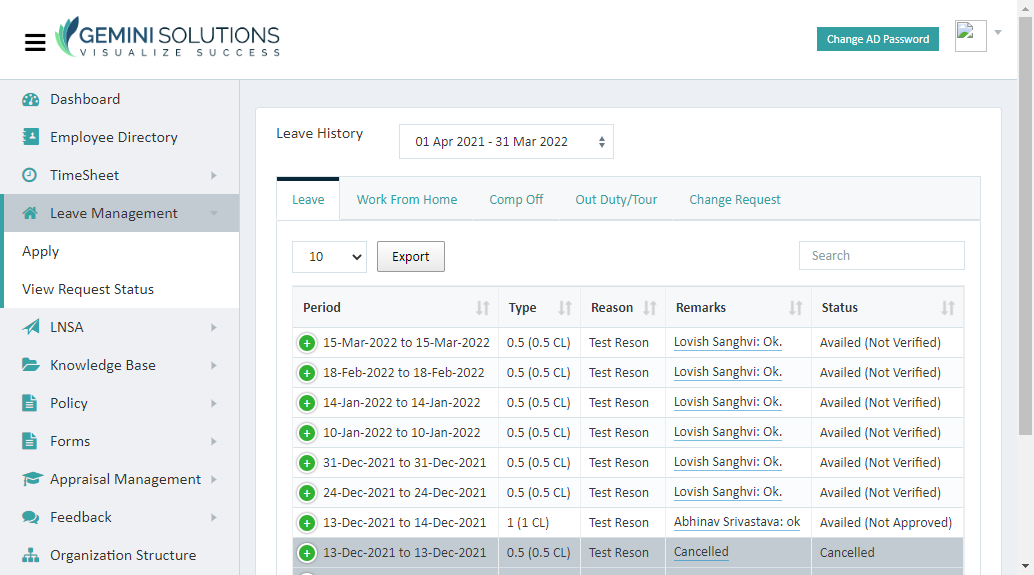 GEMINI SOLUTIONS
VISUALIZE SUCCESS
Change AD Password
Dashboard
Employee Directory
TimeSheet
Leave Management
Apply
View Request Status
LNSA
Knowledge Base
Policy
Forms
Appraisal Management
Feedback
Organization Structure
Leave History
01 Apr 2021 - 31 Mar 2022
Leave Work From Home Comp Off Out Duty/Tour Change Request
10 Export Search
Period Type Reason Remarks Status
15-Mar-2022 to 15-Mar-2022 0.5 (0.5 CL) Test Reson Lovish Sanghvi: Ok. Availed (Not Verified)
18-Feb-2022 to 18-Feb-2022 0.5 (0.5 CL) Test Reson Lovish Sanghvi: Ok. Availed (Not Verified)
14-Jan-2022 to 14-Jan-2022 0.5 (0.5 CL) Test Reson Lovish Sanghvi: Ok. Availed (Not Verified)
10-Jan-2022 to 10-Jan-2022 0.5 (0.5 CL) Test Reson Lovish Sanghvi: Ok. Availed (Not Verified)
31-Dec-2021 to 31-Dec-2021 0.5 (0.5 CL) Test Reson Lovish Sanghvi: Ok. Availed (Not Verified)
24-Dec-2021 to 24-Dec-2021 0.5 (0.5 CL) Test Reson Lovish Sanghvi: Ok. Availed (Not Verified)
13-Dec-2021 to 14-Dec-2021 1 (1 CL) Test Reson Abhinav Srivastava: ok Availed (Not Approved)
13-Dec-2021 to 13-Dec-2021 0.5 (0.5 CL) Test Reson Cancelled Cancelled